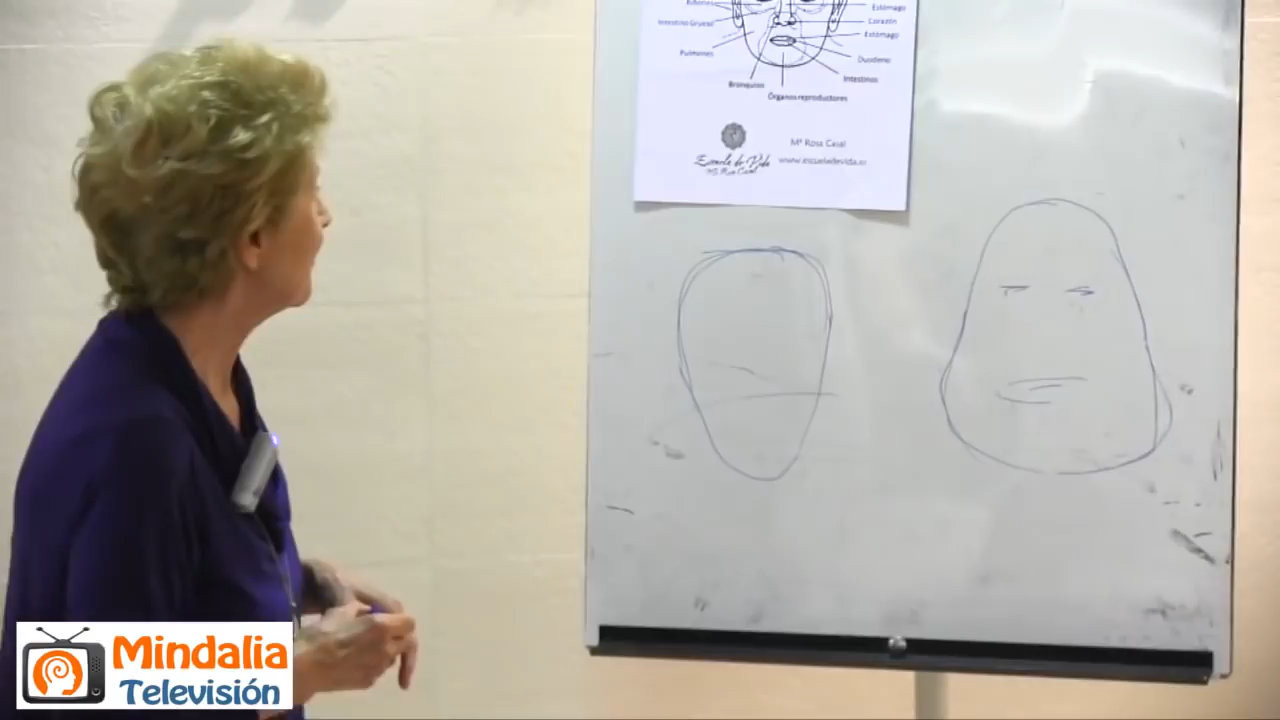 Riñones
Estómago
Intestino Grueso
Corazón
Estómago
Pulmones
Duodeno
Intestinos
Bronquios
Órganos reproductores
Mª Rosa Casal
Escuela de Vida
Mª Rosa Casal
www.escueladevida.es
Mindalia
Televisión